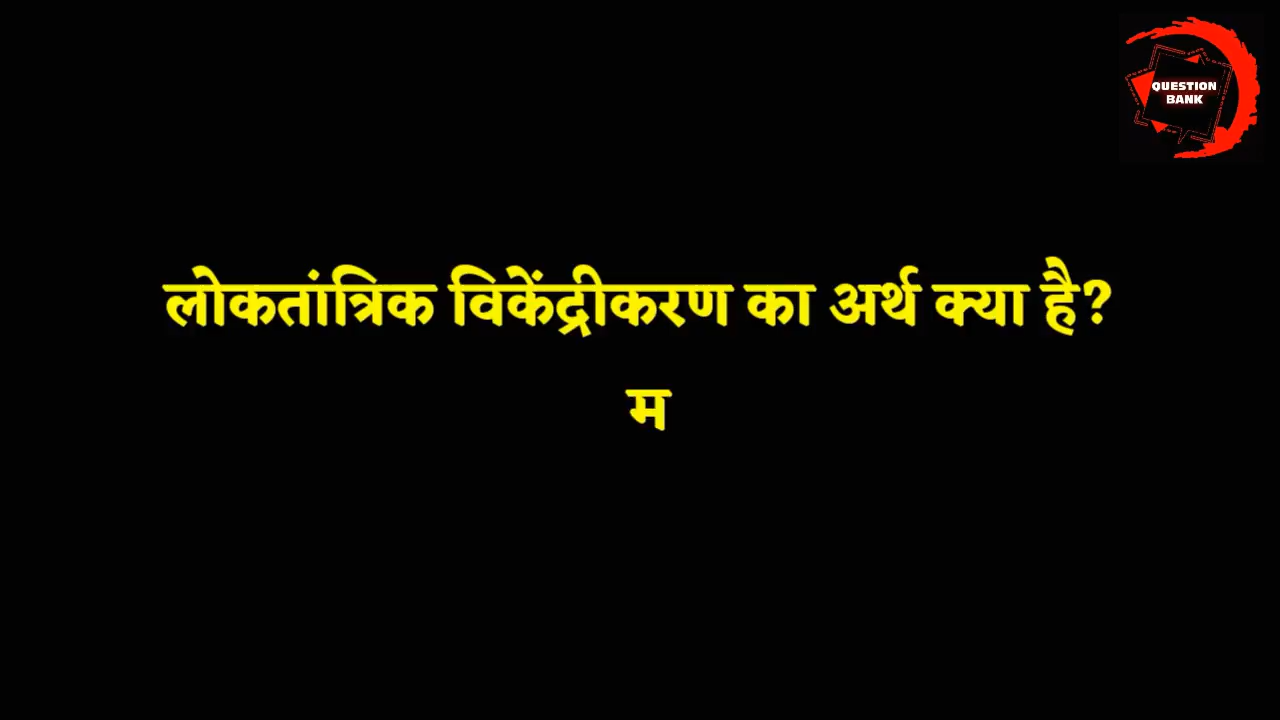 QUESTION
BANK
लोकतांत्रिक विकेंद्रीकरण का अर्थ क्या है?
म